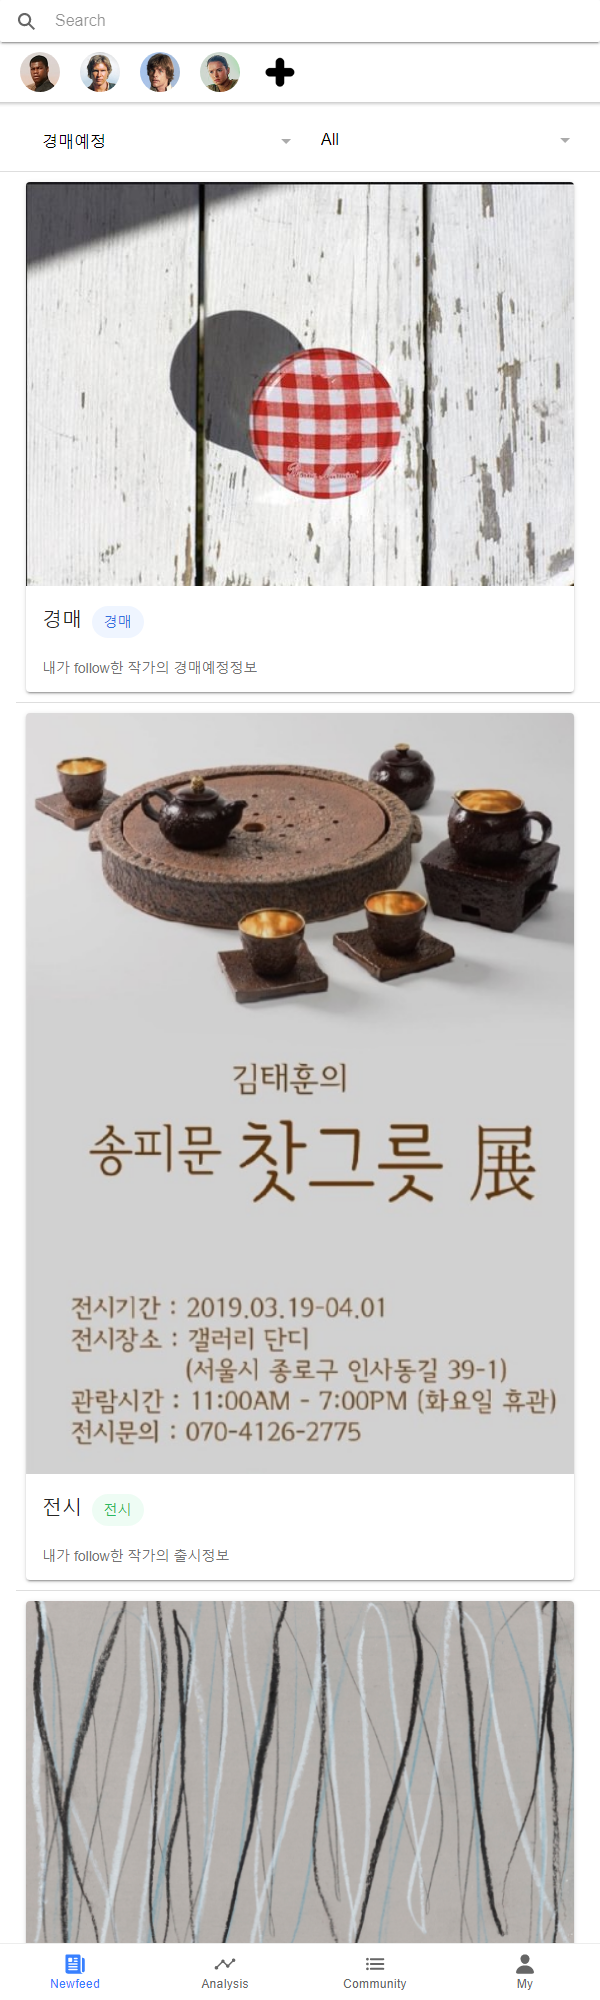 Search
경매예정
All
경매 경매
내가 follow한 작가의 경매예정정보
김태훈의
송피문 찻그릇 展
전시기간 : 2019.03.19-04.01
전시장소 : 갤러리 단디
(서울시 종로구 인사동길 39-1)
관람시간 : 11:00AM - 7:00PM (화요일 휴관)
전시문의 : 070-4126-2775
전시 전시
내가 follow한 작가의 출시정보
Newfeed
Analysis
Community
My